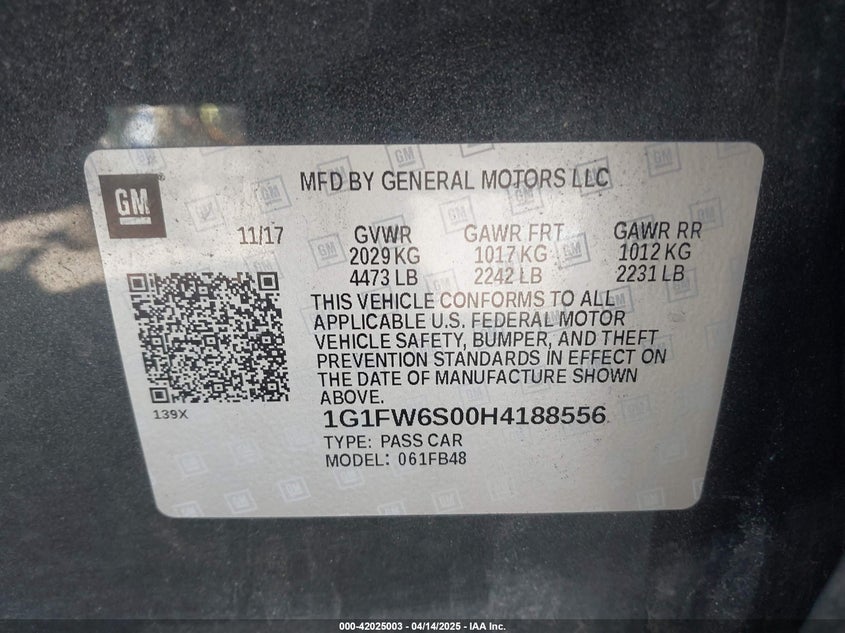 GM
MFD BY GENERAL MOTORS LLC
11/17
GVWR GAWR FRT GAWR RR
2029 KG 1017 KG 1012 KG
4473 LB 2242 LB 2231 LB
THIS VEHICLE CONFORMS TO ALL
APPLICABLE U.S. FEDERAL MOTOR
VEHICLE SAFETY, BUMPER, AND THEFT
PREVENTION STANDARDS IN EFFECT ON
THE DATE OF MANUFACTURE SHOWN
ABOVE.
139X
1G1FW6S00H4188556
TYPE: PASS CAR
MODEL: 061FB48
000-42025003 - 04/14/2025 - IAA Inc.